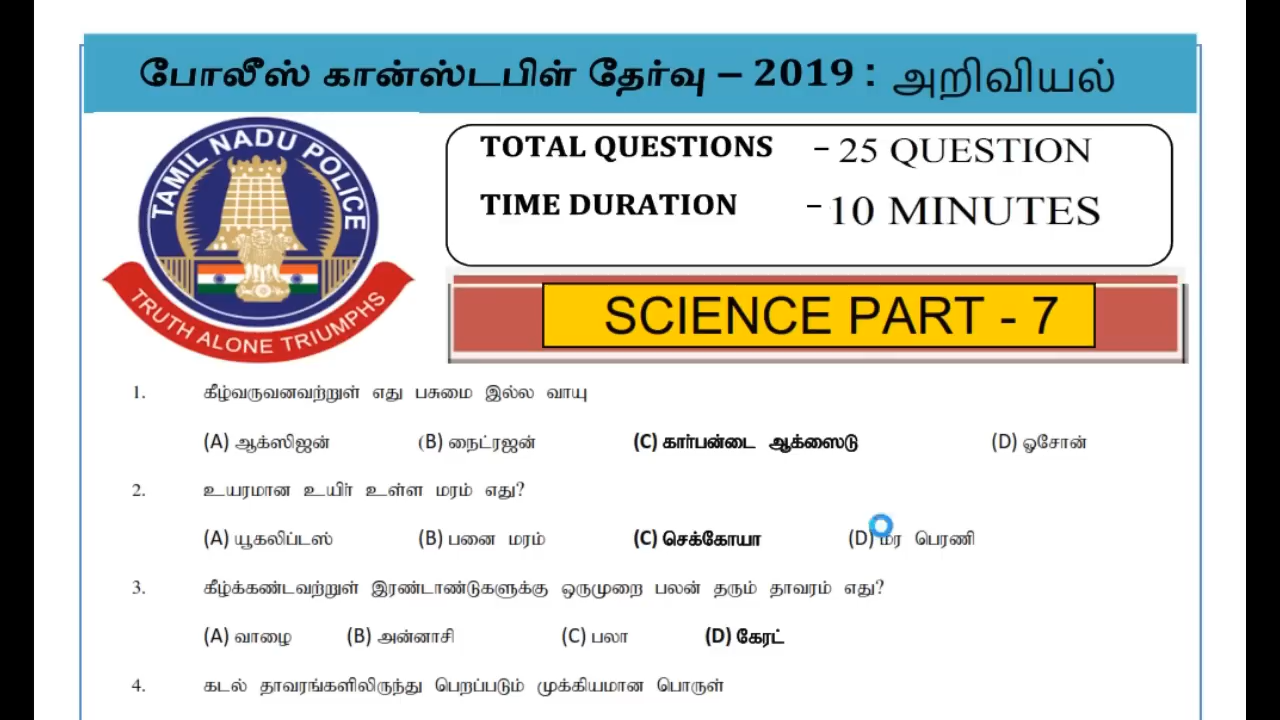 போலீஸ் கான்ஸ்டபிள் தேர்வு – 2019 : அறிவியல்
TAMIL NADU POLICE
TRUTH ALONE TRIUMPHS
TOTAL QUESTIONS – 25 QUESTION
TIME DURATION – 10 MINUTES
SCIENCE PART - 7
1. கீழ்வருவனவற்றுள் எது பசுமை இல்ல வாயு
(A) ஆக்ஸிஜன் (B) நைட்ரஜன் (C) கார்பன்டை ஆக்ஸைடு (D) ஓசோன்
2. உயரமான உயிர் உள்ள மரம் எது?
(A) யூகலிப்டஸ் (B) பனை மரம் (C) செக்கோயா (D) மர பெரணி
3. கீழ்க்கண்டவற்றுள் இரண்டாண்டுகளுக்கு ஒருமுறை பலன் தரும் தாவரம் எது?
(A) வாழை (B) அன்னாசி (C) பலா (D) கேரட்
4. கடல் தாவரங்களிலிருந்து பெறப்படும் முக்கியமான பொருள்